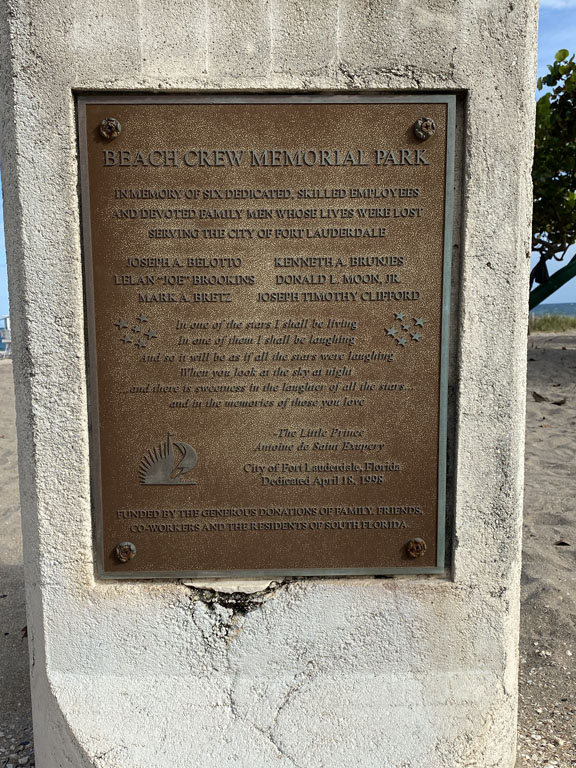 BEACH CREW MEMORIAL PARK
IN MEMORY OF SIX DEDICATED, SKILLED EMPLOYEES
AND DEVOTED FAMILY MEN WHOSE LIVES WERE LOST
SERVING THE CITY OF FORT LAUDERDALE
JOSEPH A. BELOTTO KENNETH A. BRUNJES
LELAN "JOE" BROOKINS DONALD L. MOON, JR.
MARK A. BRETZ JOSEPH TIMOTHY CLIFFORD
In one of the stars I shall be living
In one of them I shall be laughing
And so it will be as if all the stars were laughing
When you look at the sky at night
...and there is sweetness in the laughter of all the stars...
and in the memories of those you love
-The Little Prince-
Antoine de Saint Exupery
City of Fort Lauderdale, Florida
Dedicated April 18, 1998
FUNDED BY THE GENEROUS DONATIONS OF FAMILY, FRIENDS,
CO-WORKERS AND THE RESIDENTS OF SOUTH FLORIDA.